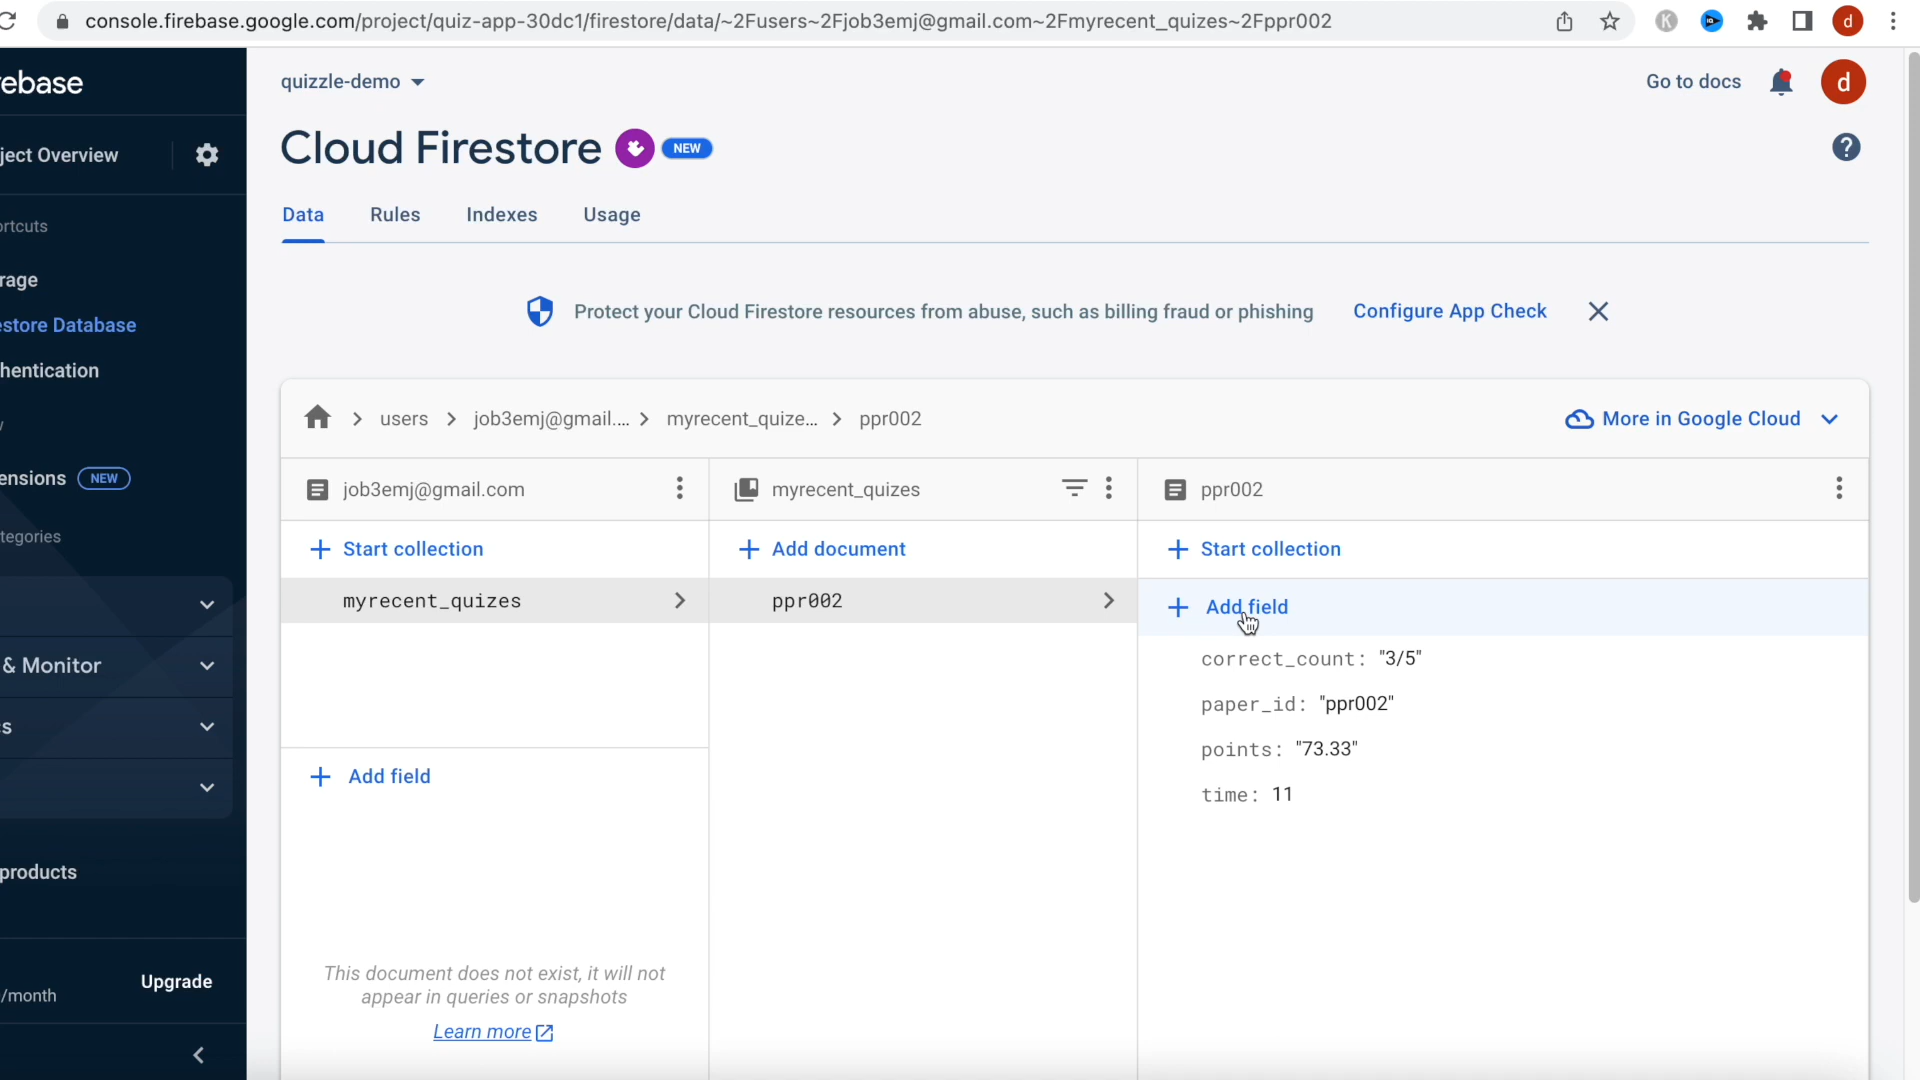 console.firebase.google.com/project/quiz-app-30dc1/firestore/data/~2Fusers~2Fjob3emj@gmail.com~2Fmyrecent_quizes~2Fppr002
K
d
ebase
quizzle-demo
Go to docs
d
Cloud Firestore
NEW
?
ject Overview
Data Rules Indexes Usage
ortcuts
rage
Protect your Cloud Firestore resources from abuse, such as billing fraud or phishing Configure App Check
estore Database
hentication
users job3emj@gmail.... myrecent_quize... ppr002
More in Google Cloud
ensions NEW
job3emj@gmail.com myrecent_quizes ppr002
tegories
Start collection Add document Start collection
myrecent_quizes ppr002 Add field
correct_count: "3/5"
& Monitor
paper_id: "ppr002"
cs
points: "73.33"
Add field
time: 11
products
This document does not exist, it will not
appear in queries or snapshots
Learn more
Upgrade
/month